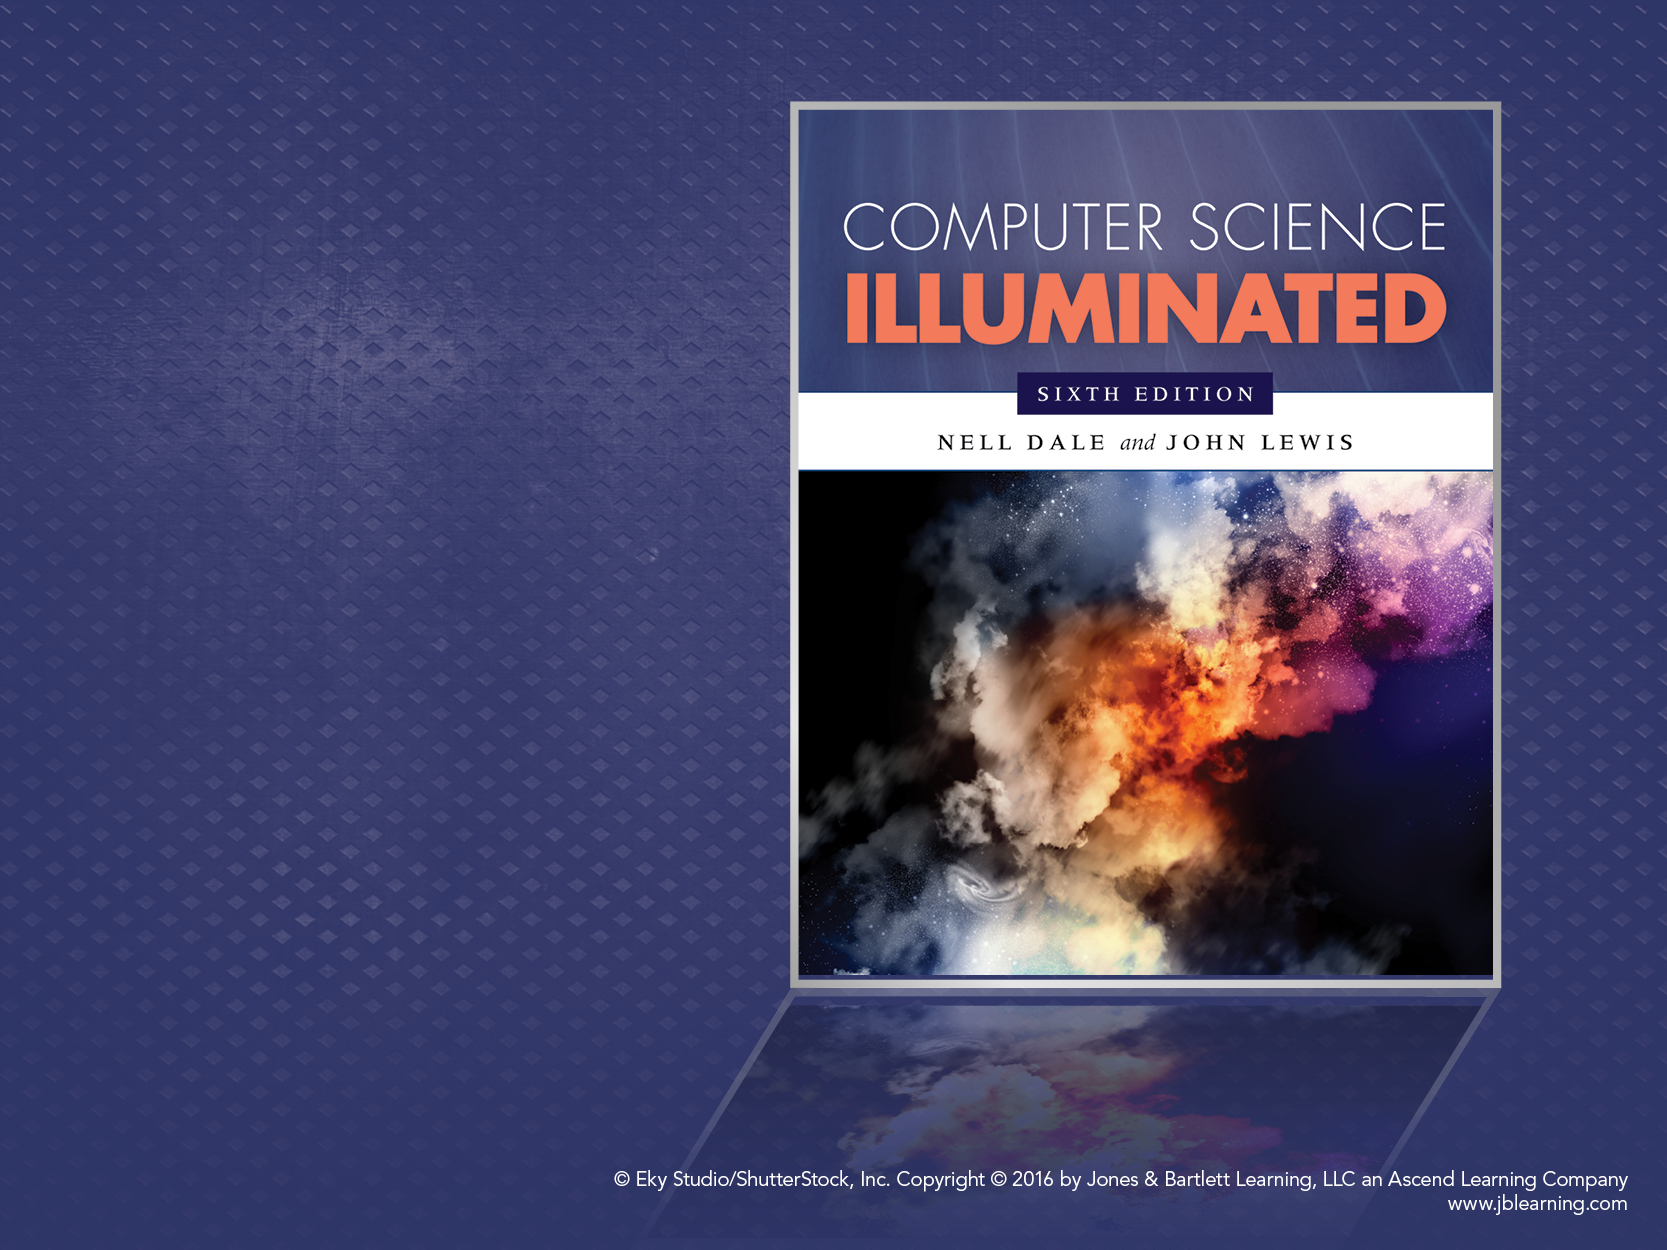 COMPUTER SCIENCE
ILLUMINATED
SIXTH EDITION
NELL DALE and JOHN LEWIS
© Eky Studio/ShutterStock, Inc. Copyright © 2016 by Jones & Bartlett Learning, LLC an Ascend Learning Company
www.jblearning.com